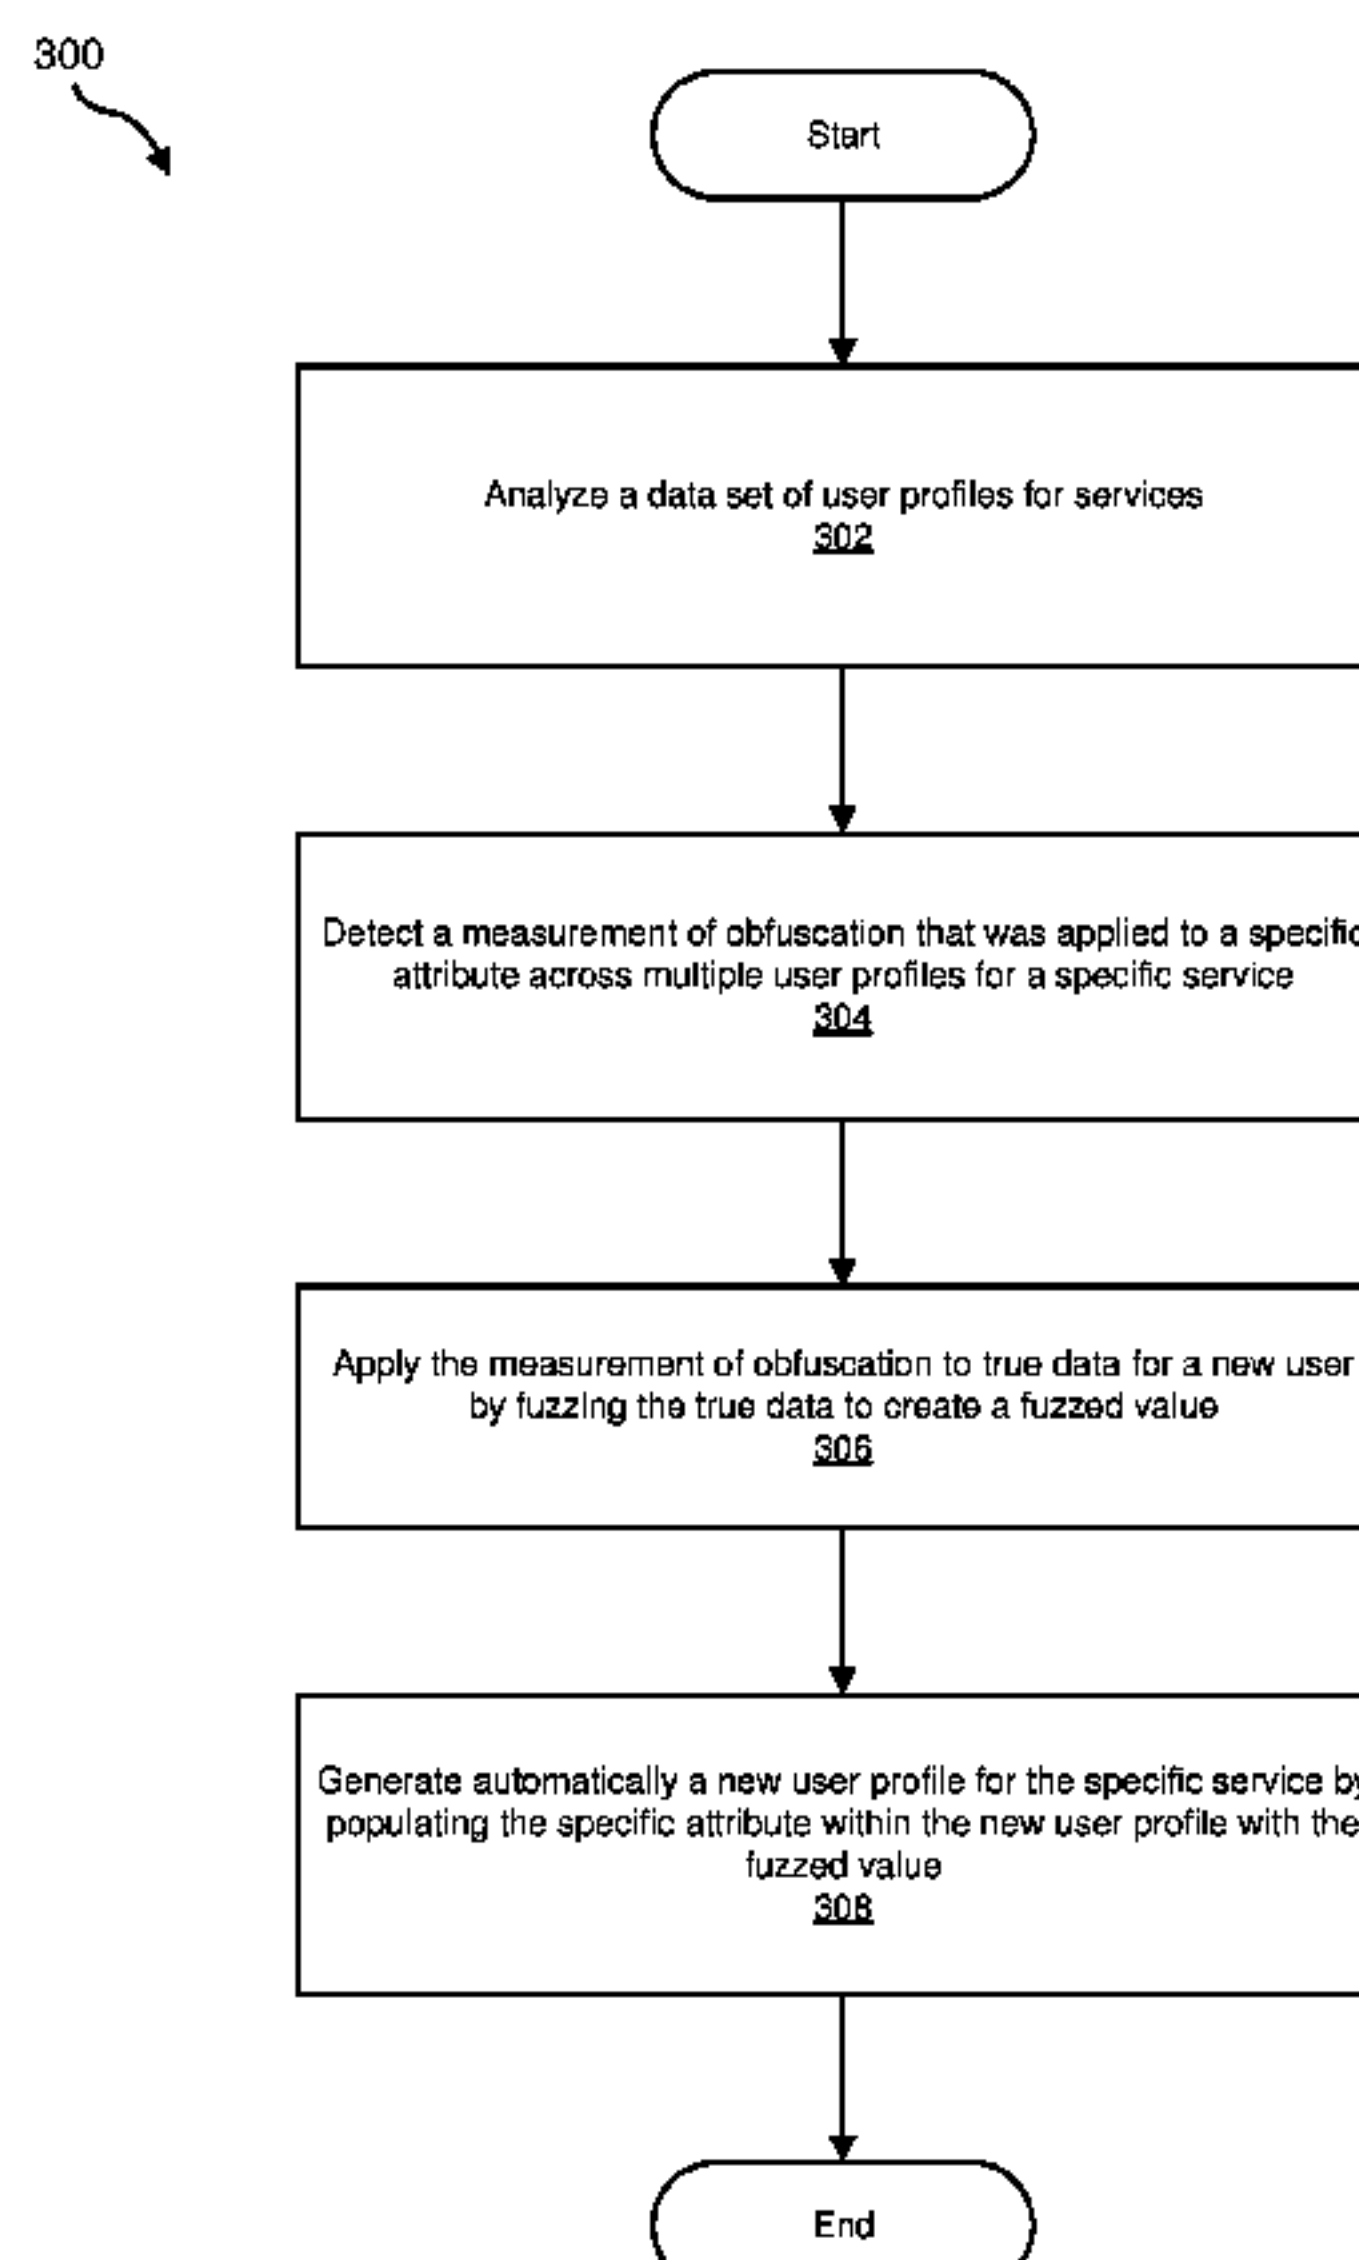 300
Start
Analyze a data set of user profiles for services
302
Detect a measurement of obfuscation that was applied to a specific
attribute across multiple user profiles for a specific service
304
Apply the measurement of obfuscation to true data for a new user
by fuzzing the true data to create a fuzzed value
306
Generate automatically a new user profile for the specific service by
populating the specific attribute within the new user profile with the
fuzzed value
308
End